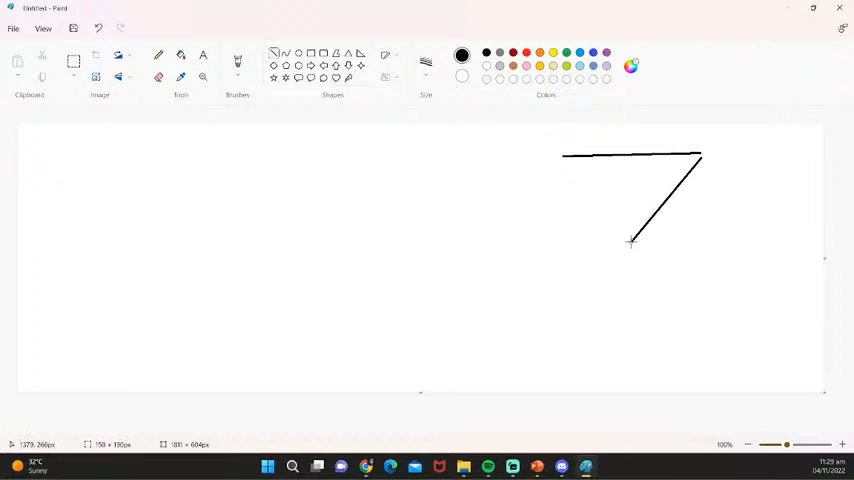 Untitled - Paint
File View
Clipboard Image Tools Brushes Shapes Size Colors
1379, 266px 158 × 190px 1811 × 604px 100%
32°C
Sunny
11:29 am
04/11/2022